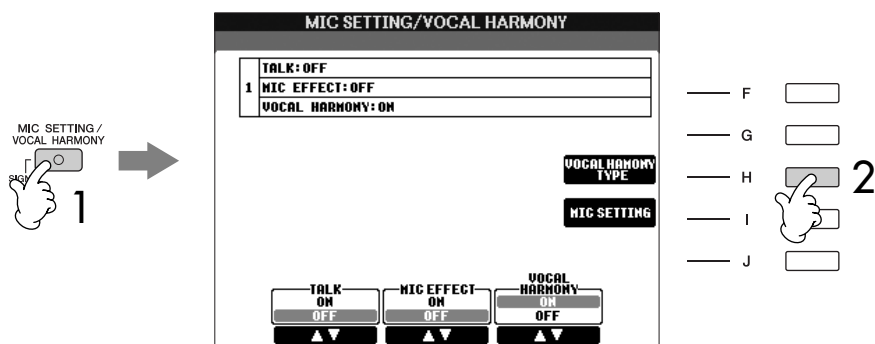 MIC SETTING/VOCAL HARMONY
TALK:OFF
1 MIC EFFECT:OFF
VOCAL HARMONY:ON
MIC SETTING /
VOCAL HARMONY
SIGN
1
VOCAL HAMONY
TYPE
MIC SETTING
F
G
H
2
I
J
TALK
ON
OFF
MIC EFFECT
ON
OFF
VOCAL
HARMONY
ON
OFF